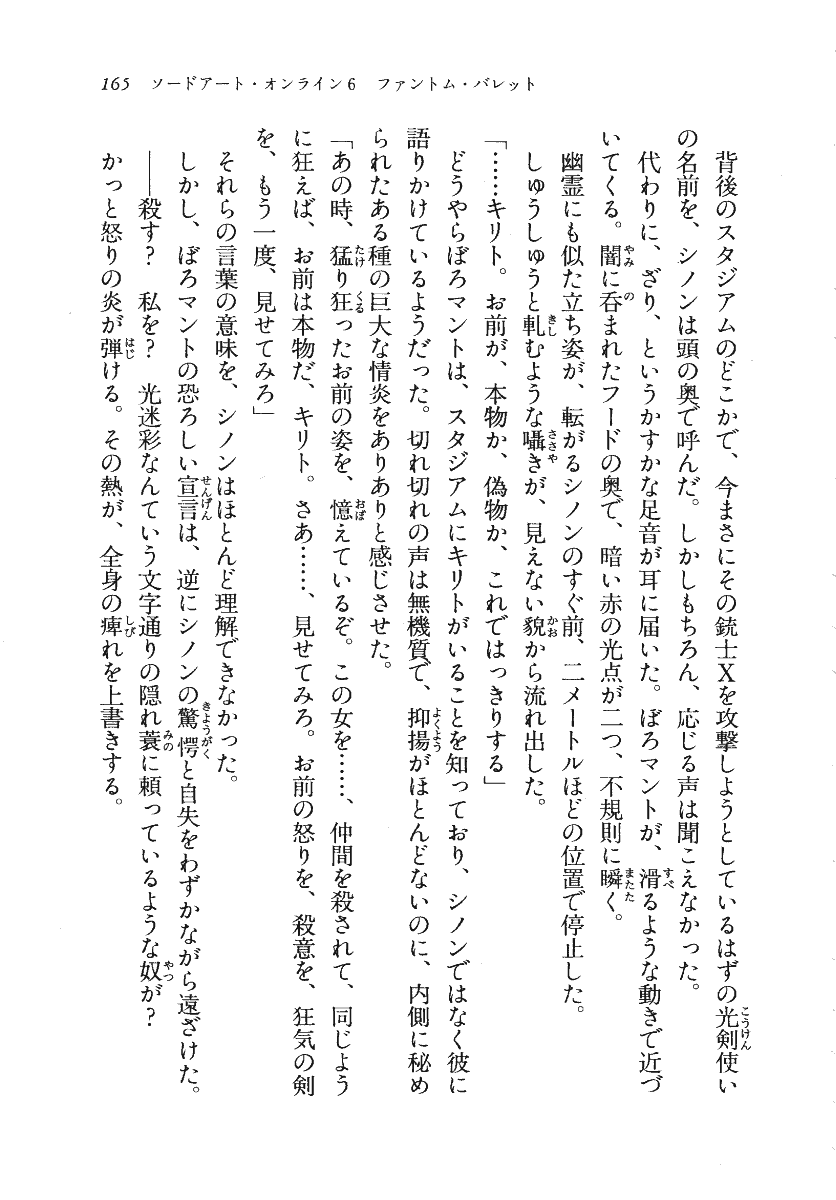 165 ソードアート・オンライン6 ファントム・バレット
背後のスタジアムのどこかで、今まさにその銃士Xを攻撃しようとしているはずの光剣使い
の名前を、シノンは頭の奥で呼んだ。しかしもちろん、応じる声は聞こえなかった。
代わりに、ざり、というかすかな足音が耳に届いた。ぼろマントが、滑るような動きで近づ
いてくる。闇に呑まれたフードの奥で、暗い赤の光点が二つ、不規則に瞬く。
幽霊にも似た立ち姿が、転がるシノンのすぐ前、二メートルほどの位置で停止した。
しゅうしゅうと軋むような囁きが、見えない貌から流れ出した。
「……キリト。お前が、本物か、偽物か、これではっきりする」
どうやらぼろマントは、スタジアムにキリトがいることを知っており、シノンではなく彼に
語りかけているようだった。切れ切れの声は無機質で、抑揚がほとんどないのに、内側に秘め
られたある種の巨大な情炎をありありと感じさせた。
「あの時、猛り狂ったお前の姿を、憶えているぞ。この女を……、仲間を殺されて、同じよう
に狂えば、お前は本物だ、キリト。さあ……、見せてみろ。お前の怒りを、殺意を、狂気の剣
を、もう一度、見せてみろ」
それらの言葉の意味を、シノンはほとんど理解できなかった。
しかし、ぼろマントの恐ろしい宣言は、逆にシノンの驚愕と自失をわずかながら遠ざけた。
――殺す? 私を? 光迷彩なんていう文字通りの隠れ蓑に頼っているような奴が?
かっと怒りの炎が弾ける。その熱が、全身の痺れを上書きする。